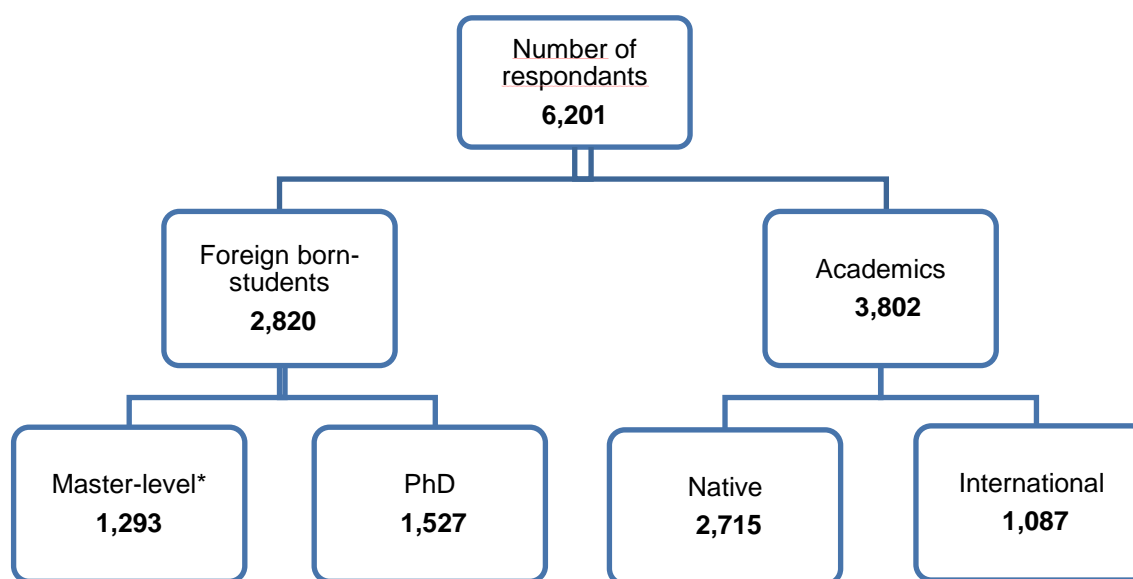 Number of
respondants
6,201
Foreign born-
students
2,820
Academics
3,802
Master-level*
1,293
PhD
1,527
Native
2,715
International
1,087